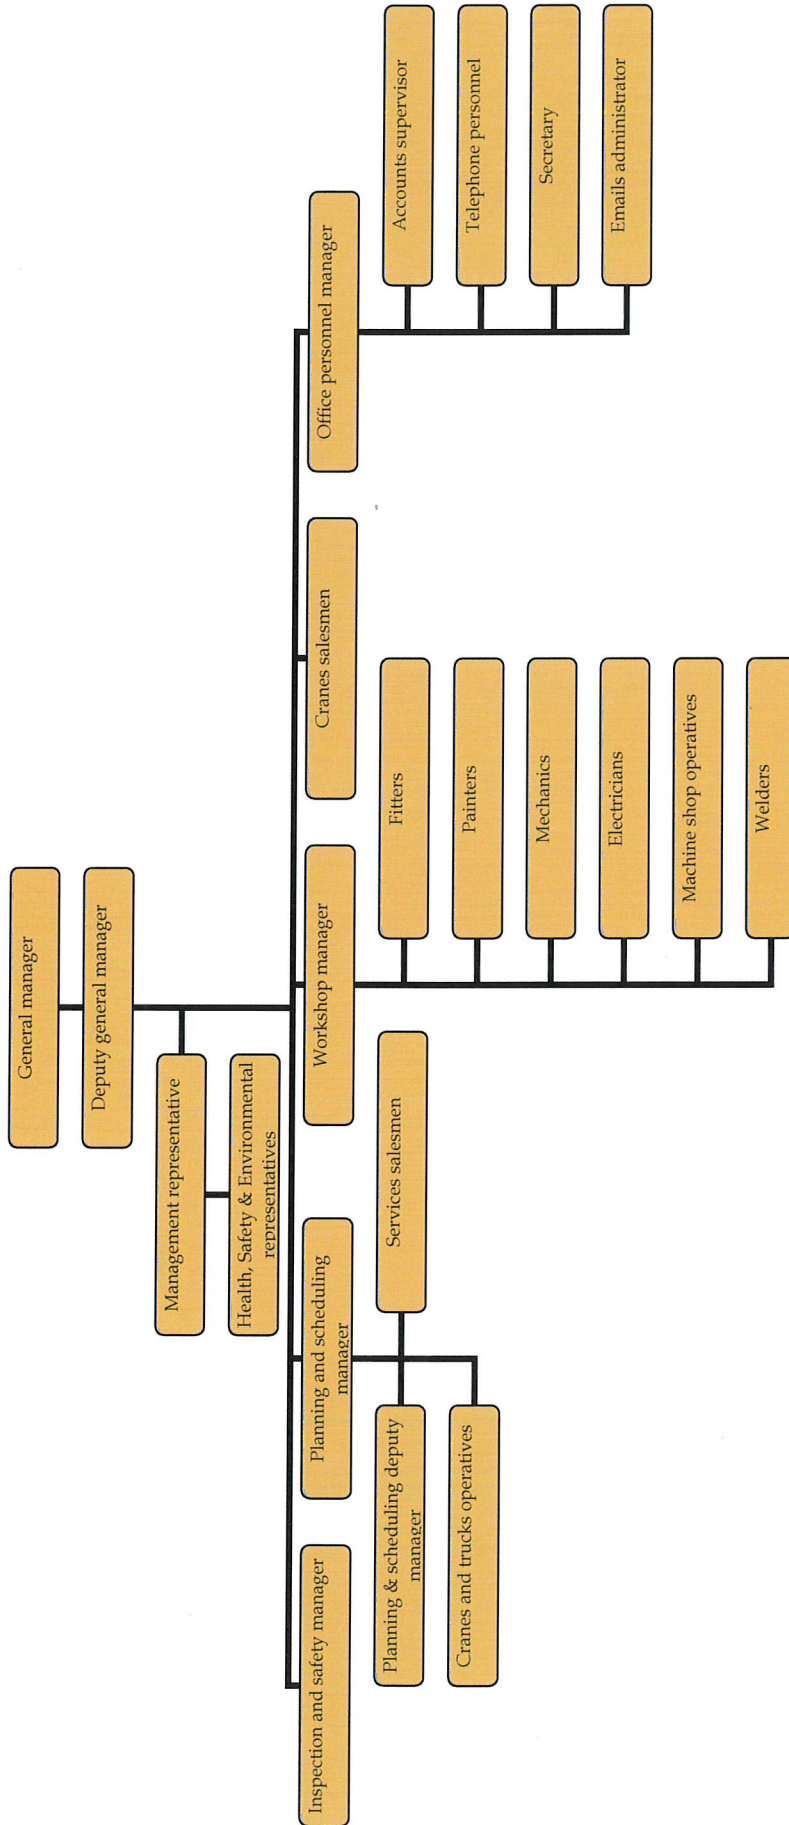 General manager
Deputy general manager
Management representative
Health, Safety & Environmental
representatives
Inspection and safety manager
Planning and scheduling
manager
Workshop manager
Cranes salesmen
Office personnel manager
Planning & scheduling deputy
manager
Services salesmen
Cranes and trucks operatives
Fitters
Painters
Mechanics
Electricians
Machine shop operatives
Welders
Accounts supervisor
Telephone personnel
Secretary
Emails administrator